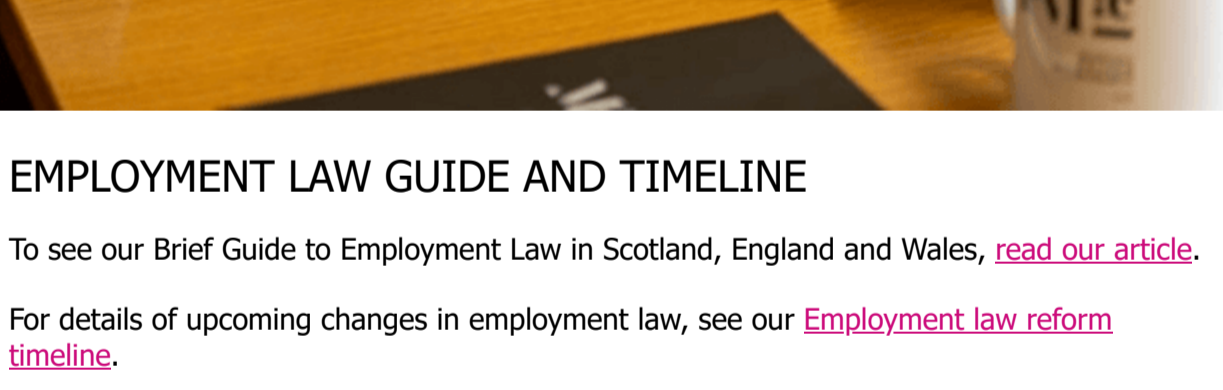 EMPLOYMENT LAW GUIDE AND TIMELINE
To see our Brief Guide to Employment Law in Scotland, England and Wales, read our article.
For details of upcoming changes in employment law, see our Employment law reform
timeline.